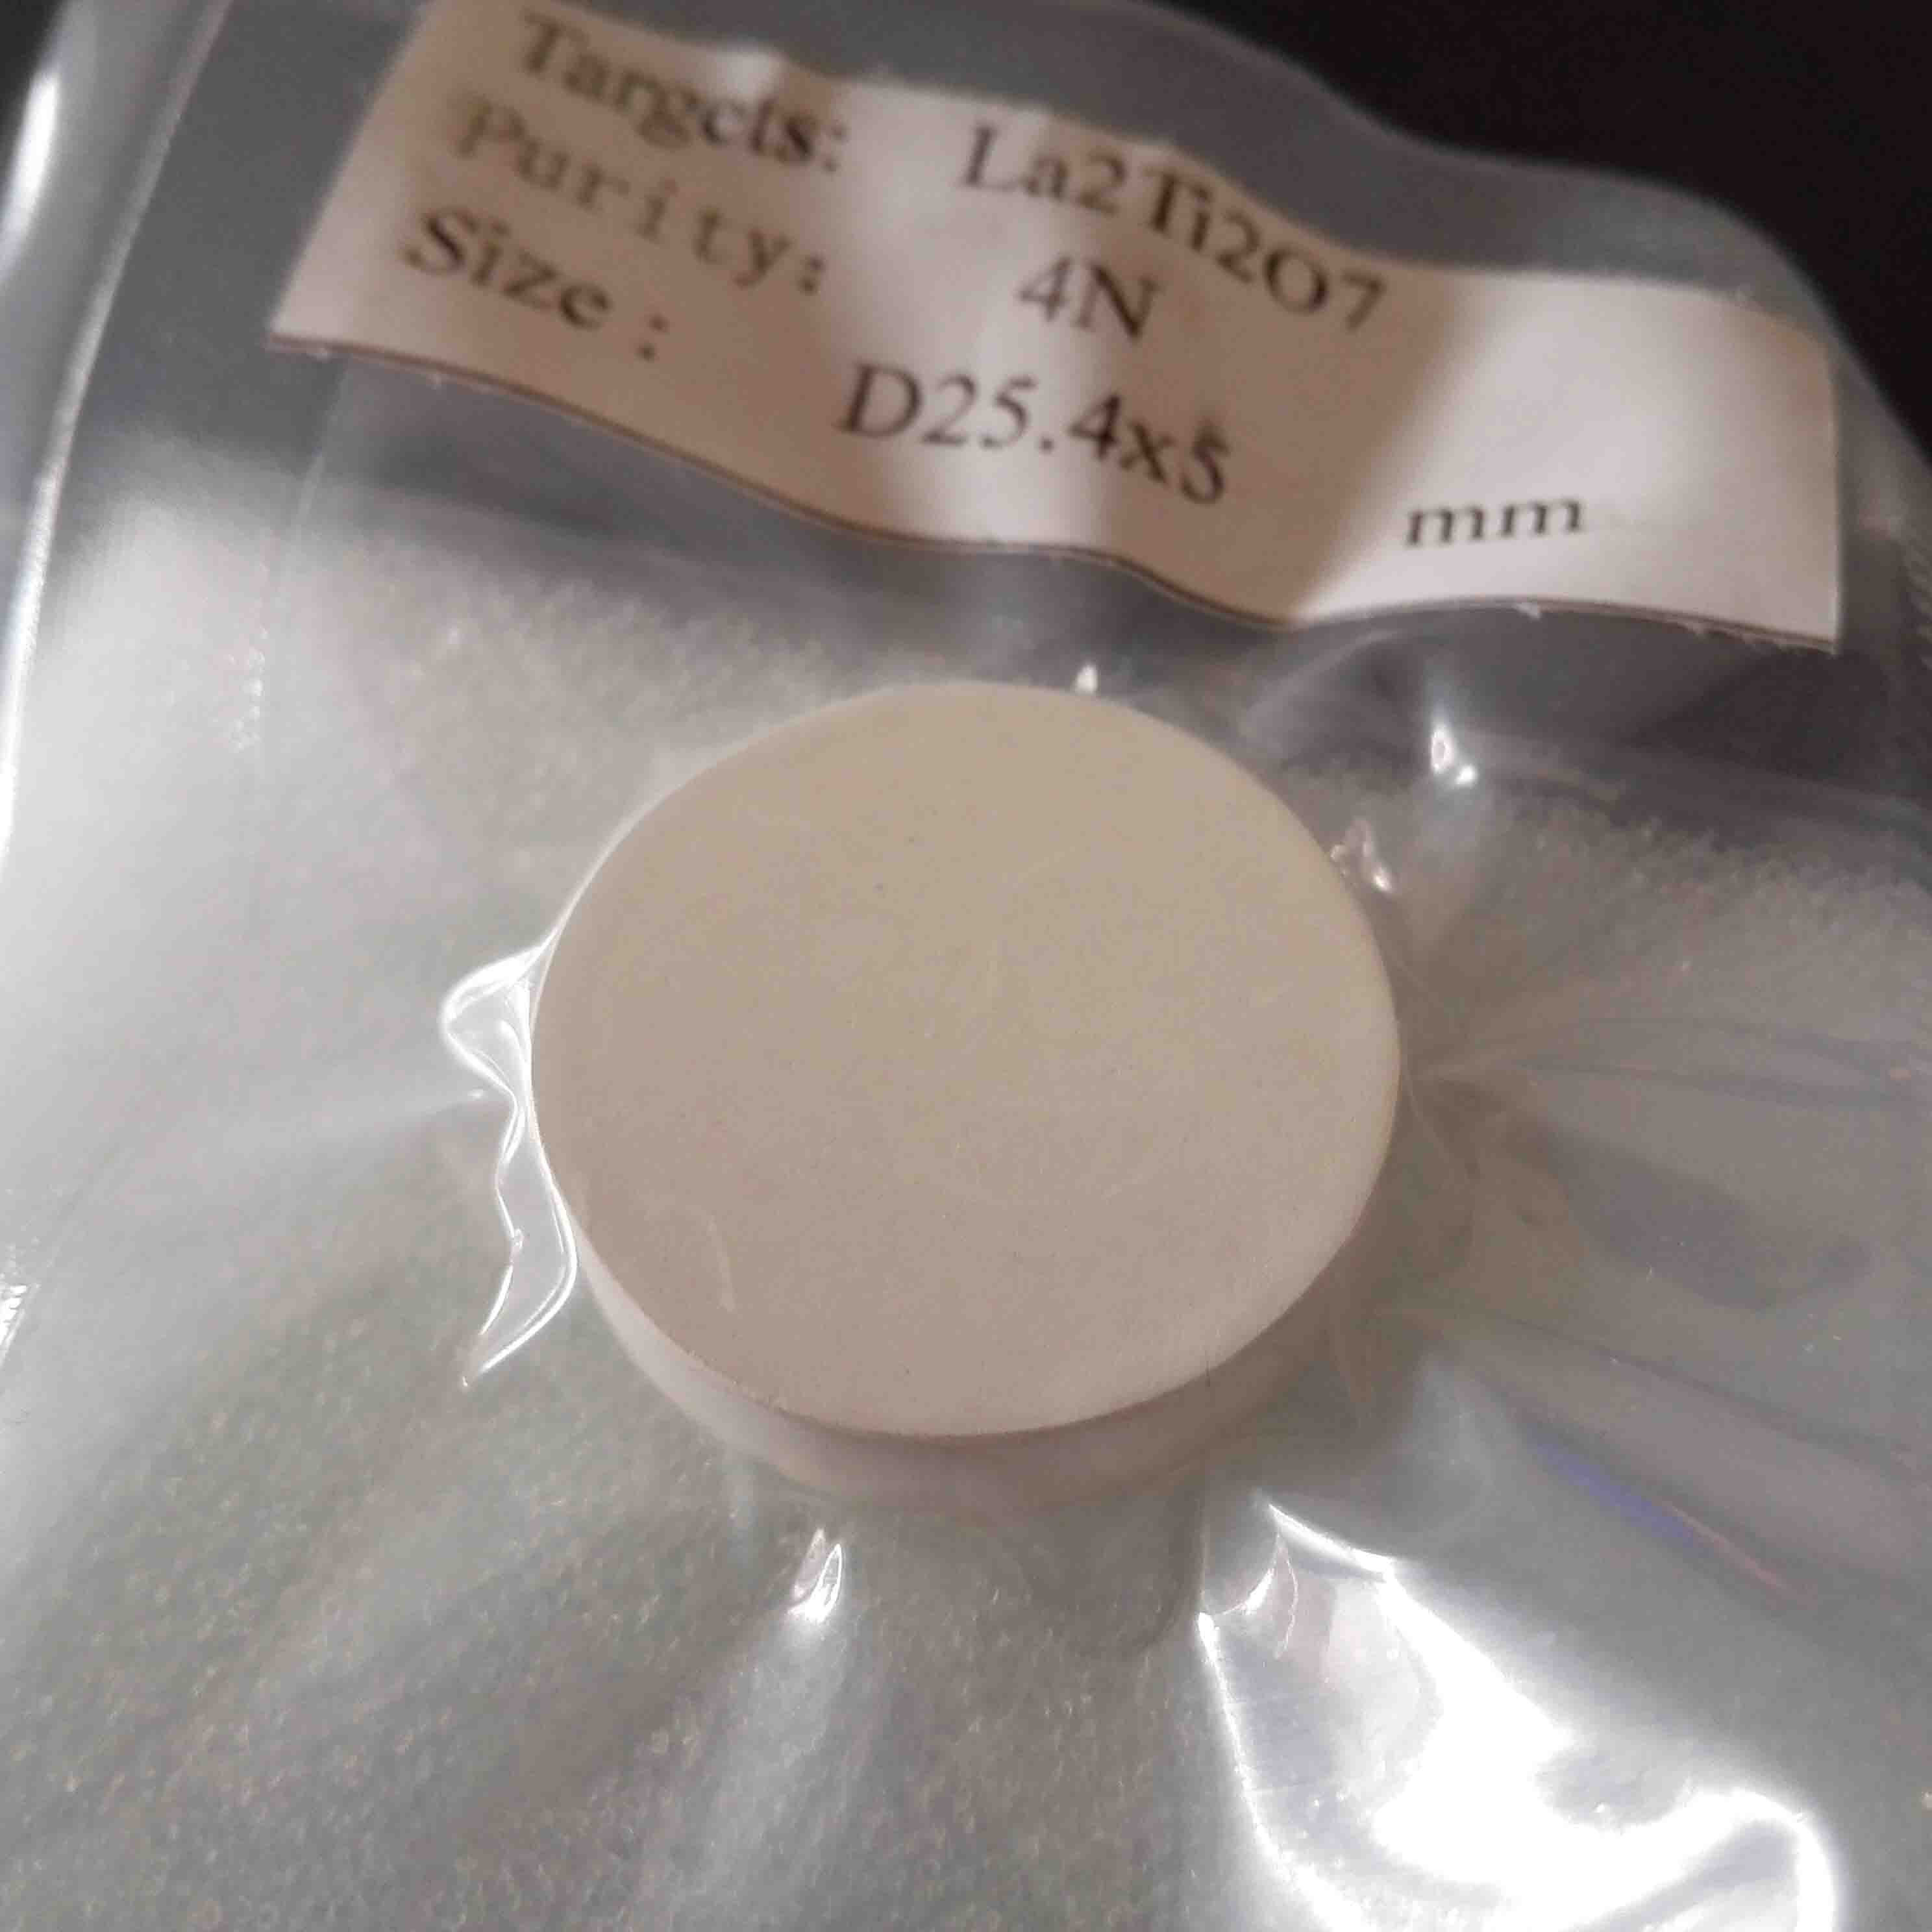 Targets: La2Ti2O7
Purity: 4N
Size : D25.4x5 mm